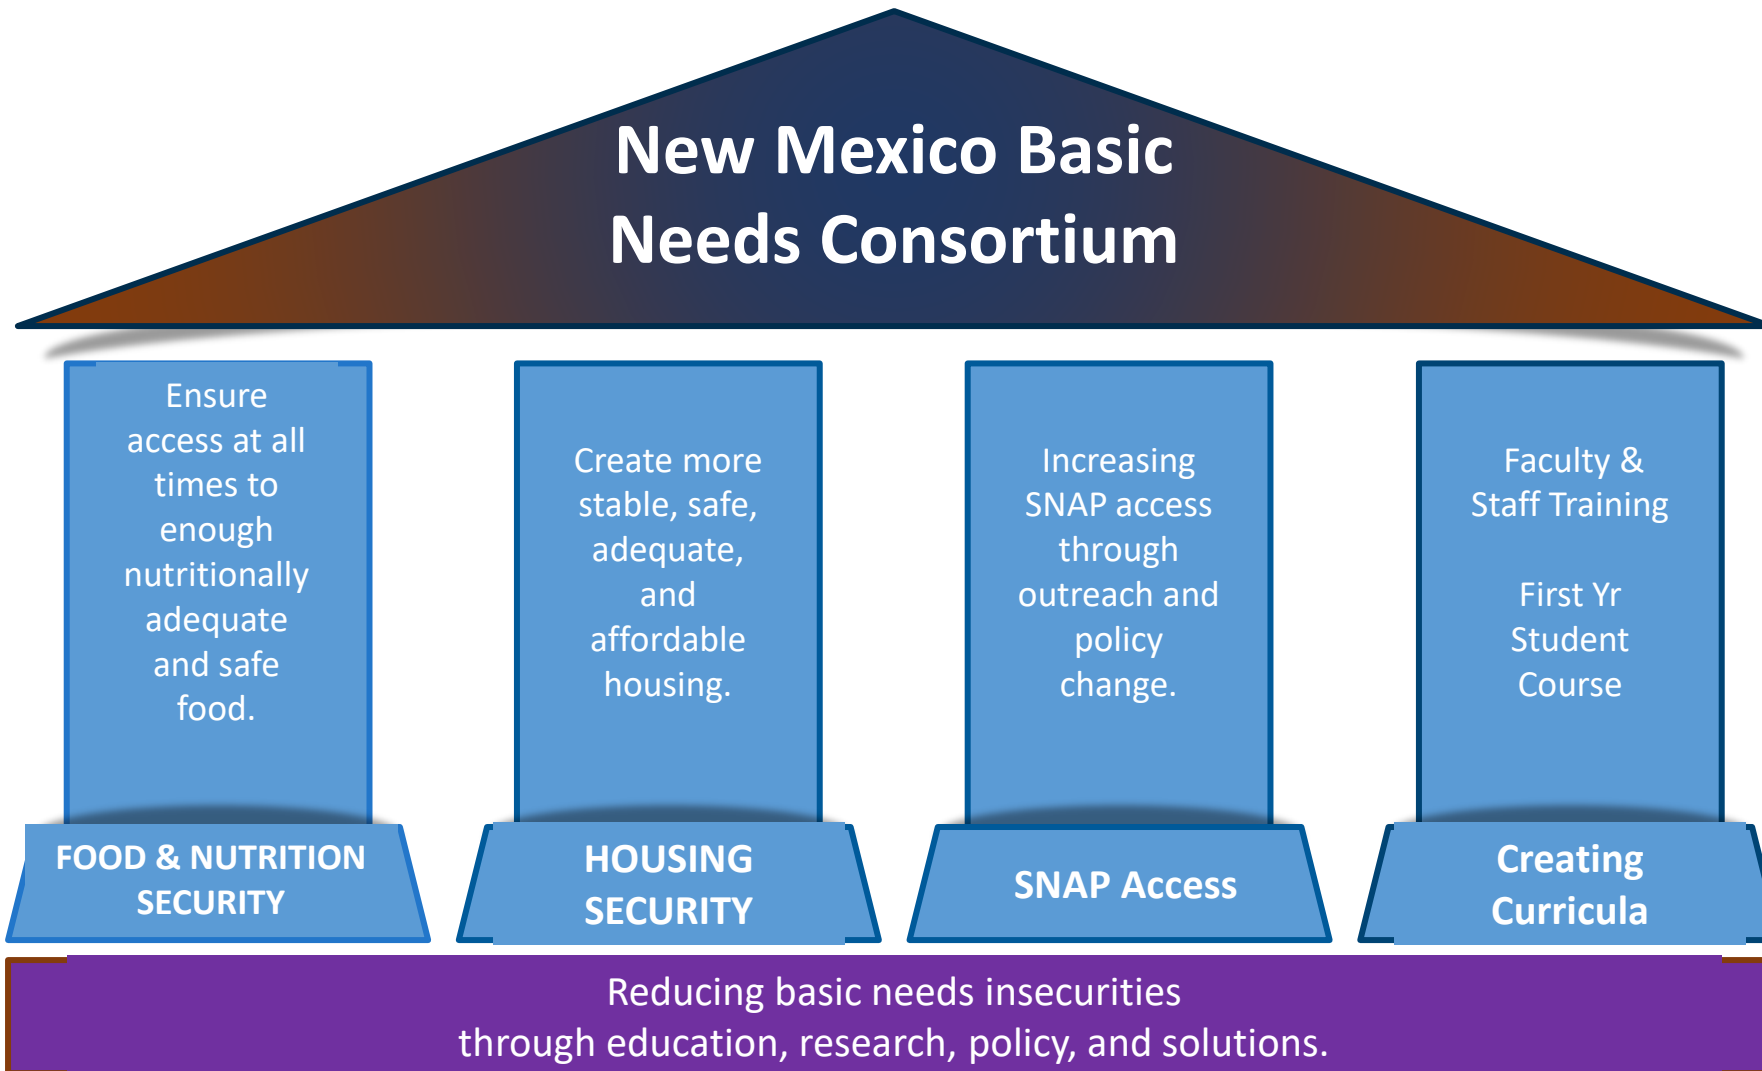 New Mexico Basic
Needs Consortium
Ensure
access at all
times to
enough
nutritionally
adequate
and safe
food.
FOOD & NUTRITION
SECURITY
Create more
stable, safe,
adequate,
and
affordable
housing.
HOUSING
SECURITY
Increasing
SNAP access
through
outreach and
policy
change.
SNAP Access
Faculty &
Staff Training
First Yr
Student
Course
Creating
Curricula
Reducing basic needs insecurities
through education, research, policy, and solutions.